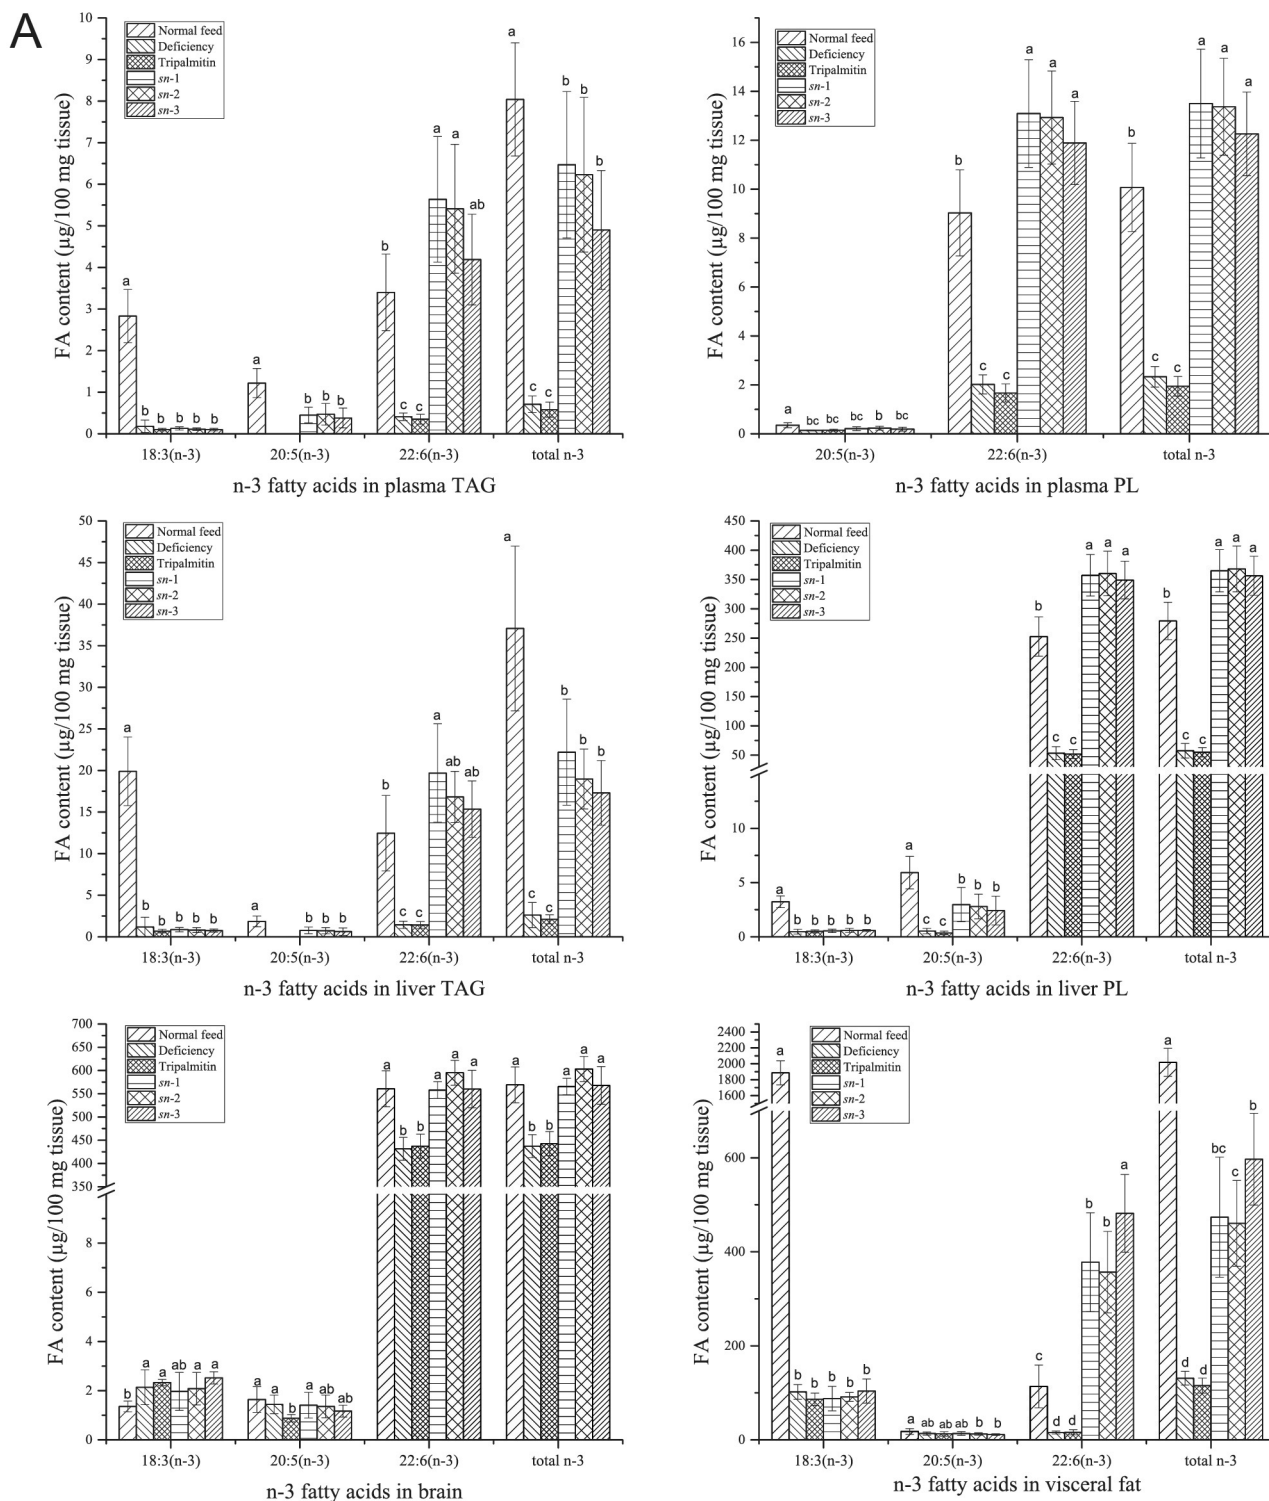 A
FA content (µg/100 mg tissue)
10
9
8
7
6
5
4
3
2
1
0
Normal feed
Deficiency
Tripalmitin
sn-1
sn-2
sn-3
a
b b b b b
a
b b b
b
c c
a
a
ab
a
c c
b
b
b
18:3(n-3) 20:5(n-3) 22:6(n-3) total n-3
n-3 fatty acids in plasma TAG
FA content (µg/100 mg tissue)
16
14
12
10
8
6
4
2
0
Normal feed
Deficiency
Tripalmitin
sn-1
sn-2
sn-3
a bc bc bc b bc
b
c c
a
a
a
b
c c
a
a
a
20:5(n-3) 22:6(n-3) total n-3
n-3 fatty acids in plasma PL
FA content (µg/100 mg tissue)
50
45
40
35
30
25
20
15
10
5
0
Normal feed
Deficiency
Tripalmitin
sn-1
sn-2
sn-3
a
b b b b b
a
b b b
b
c c
a
ab
ab
a
c c
b
b
b
18:3(n-3) 20:5(n-3) 22:6(n-3) total n-3
n-3 fatty acids in liver TAG
FA content (µg/100 mg tissue)
450
400
350
300
250
200
150
100
50
10
5
0
Normal feed
Deficiency
Tripalmitin
sn-1
sn-2
sn-3
a
b b b b b
a
c c
b b b
b
c c
a a a
b
c c
a a a
18:3(n-3) 20:5(n-3) 22:6(n-3) total n-3
n-3 fatty acids in liver PL
FA content (µg/100 mg tissue)
700
650
600
550
500
450
400
350
8
6
4
2
0
Normal feed
Deficiency
Tripalmitin
sn-1
sn-2
sn-3
b a a ab a a
a a b a ab ab
a b b a a a
a b b a a a
18:3(n-3) 20:5(n-3) 22:6(n-3) total n-3
n-3 fatty acids in brain
FA content (µg/100 mg tissue)
2400
2200
2000
1800
1600
600
400
200
0
Normal feed
Deficiency
Tripalmitin
sn-1
sn-2
sn-3
a
b b b b b
a ab ab ab b b
c
d d
b
b
a
a
d d
bc
c
b
18:3(n-3) 20:5(n-3) 22:6(n-3) total n-3
n-3 fatty acids in visceral fat